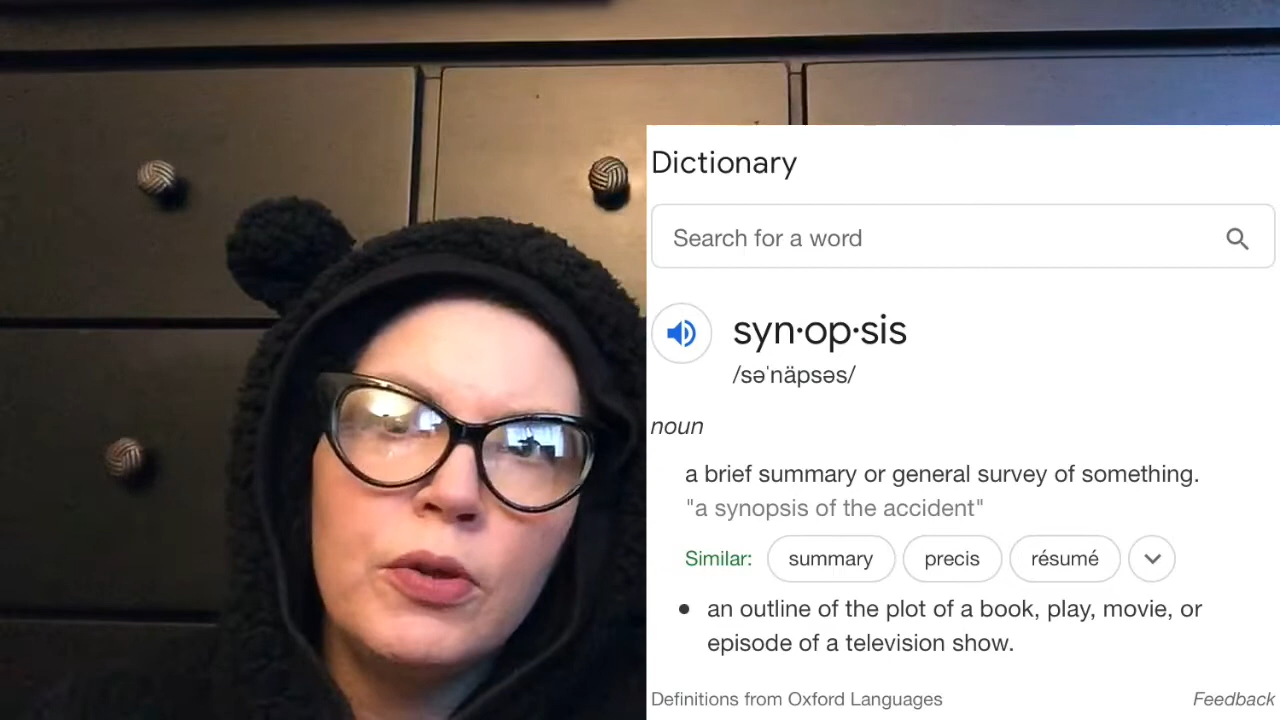 Dictionary
Search for a word
syn·op·sis
/səˈnäpsəs/
noun
a brief summary or general survey of something.
"a synopsis of the accident"
Similar: summary precis résumé
• an outline of the plot of a book, play, movie, or
episode of a television show.
Definitions from Oxford Languages Feedback